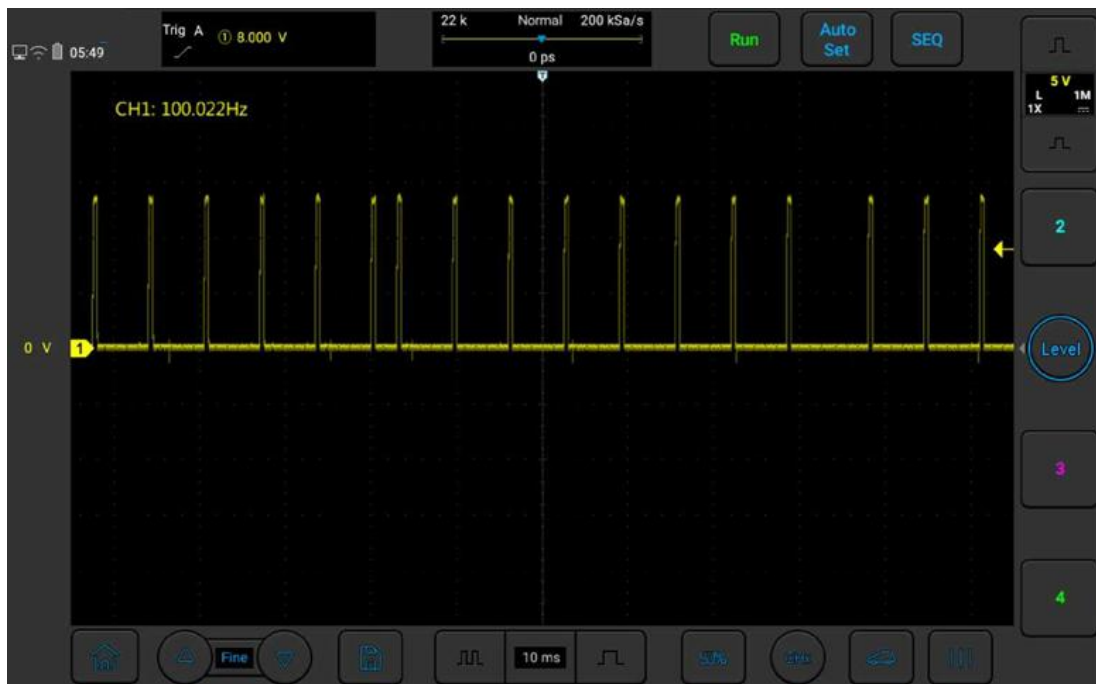 05:49
Trig A ① 8.000 V
22 k Normal 200 kSa/s
0 ps
Run
Auto
Set
SEQ
T
5 V
L 1M
1X
CH1: 100.022Hz
2
0 V
1
Level
3
4
Fine
10 ms
50%